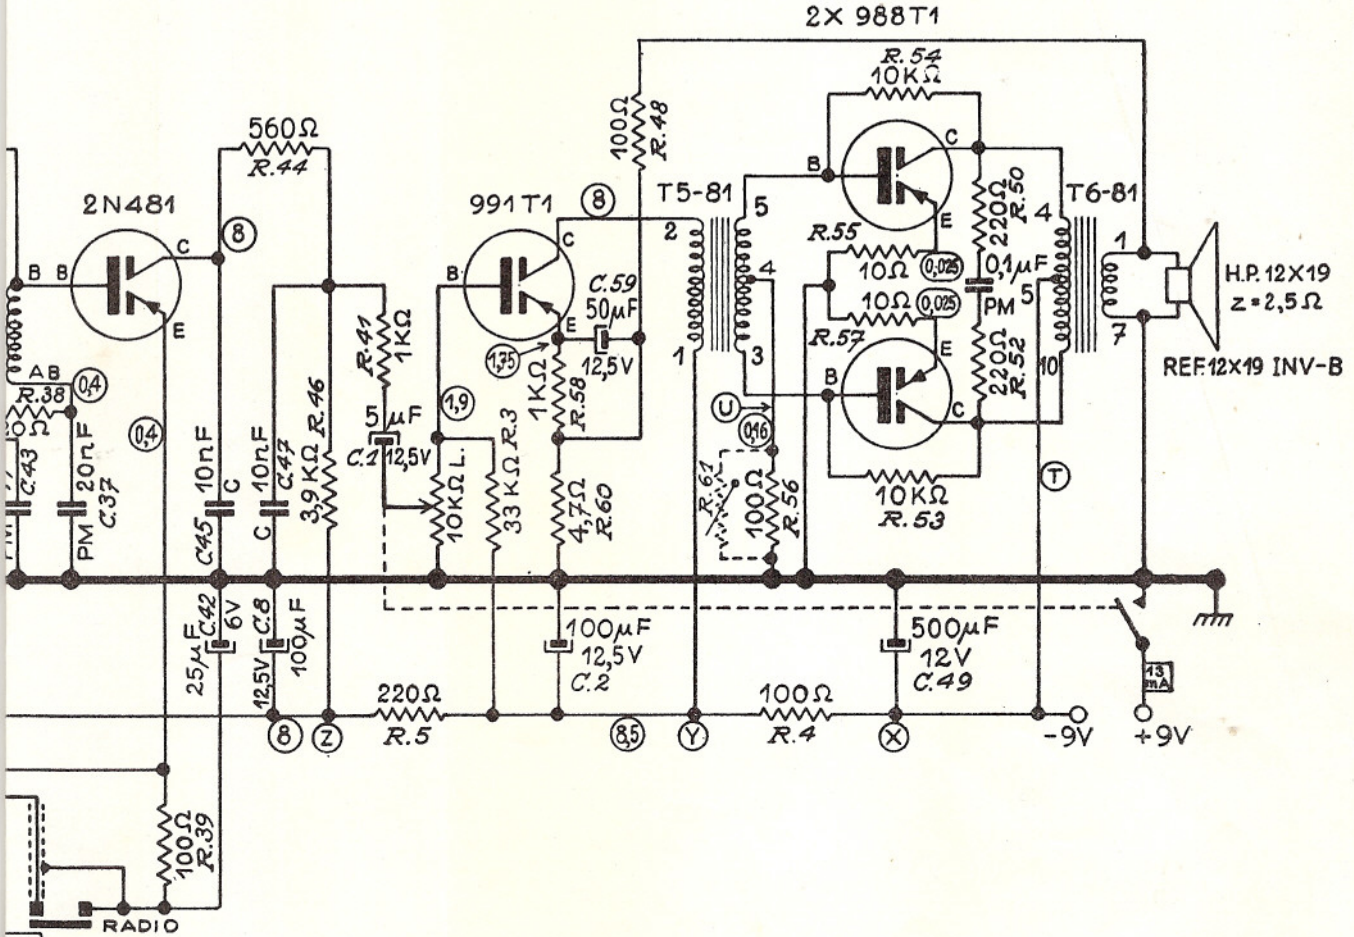 2X 988T1
R.54
10KΩ
560Ω
R.44
100Ω
R.48
2N481
991T1
8
8
T5-81
T6-81
B
C
E
5
2
4
1
3
220Ω
R.50
4
1
R.55
10Ω
0,025
0,1µF
PM
5
10Ω
0,025
R.57
H.P. 12X19
z=2,5Ω
7
REF.12X19 INV-B
B B
C
E
B
C
E
C.59
50µF
12,5V
1,75
R.41
1KΩ
AB
0,4
R.38
0Ω
0,4
1KΩ
R.58
220Ω
R.52
10
B
E
C
U
0,16
1,9
5µF
C.1
12,5V
C.43
20nF
C.37
PM
PM
10nF
C
C.45
10nF
C.47
C
3,9KΩ
R.46
10KΩ L.
33KΩ R.3
4,7Ω
R.60
R.61
100Ω
R.56
10KΩ
R.53
T
25µF
C.42
6V
C.8
12,5V
100µF
100µF
12,5V
C.2
500µF
12V
C.49
13
mA
220Ω
R.5
100Ω
R.4
8
Z
8,5
Y
X
-9V
+9V
100Ω
R.39
RADIO